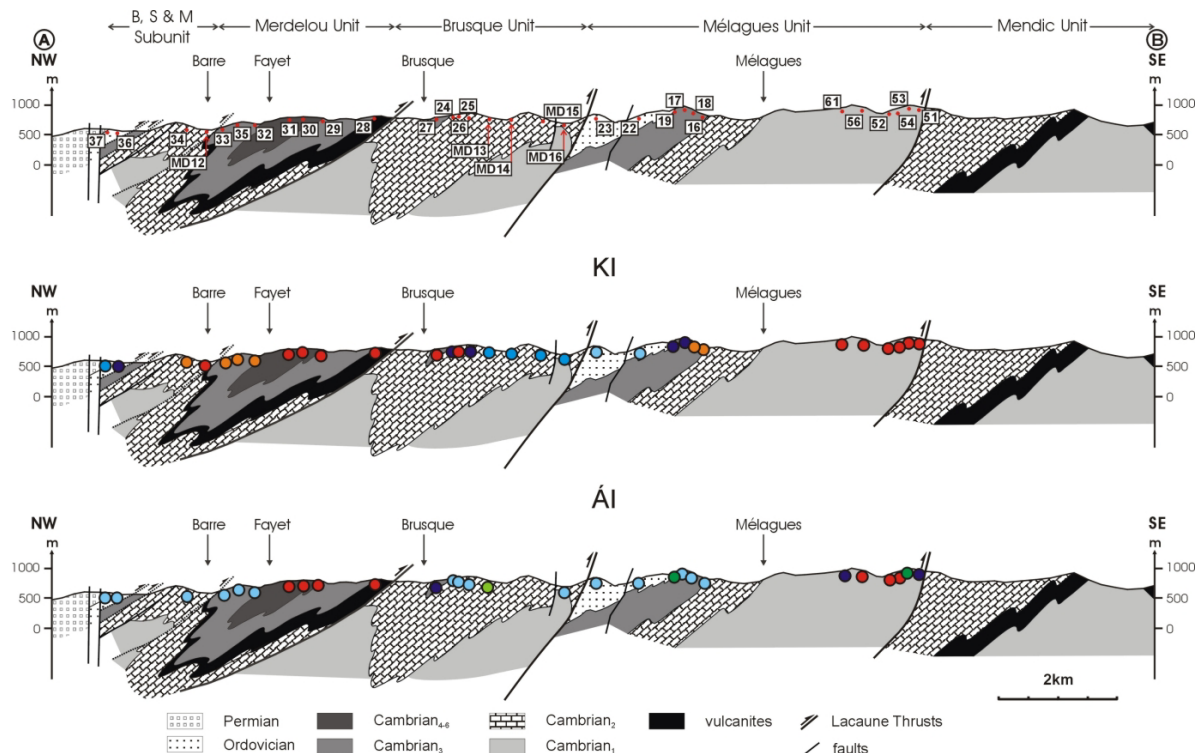 B, S & M Subunit Merdelou Unit Brusque Unit Mélagues Unit Mendic Unit
A B
NW SE
Barre Fayet Brusque Mélagues
m m
1000 1000
500 500
0 0
37 36 34 MD12 33 35 32 31 30 29 28 27 24 26 25 MD13 MD14 MD15 MD16 23 22 19 17 16 18 61 56 52 53 54 51
KI
NW SE
Barre Fayet Brusque Mélagues
m m
1000 1000
500 500
0 0
ÁI
NW SE
Barre Fayet Brusque Mélagues
m m
1000 1000
500 500
0 0
2km
Permian Cambrian4-6 Cambrian2 vulcanites Lacaune Thrusts
Ordovician Cambrian3 Cambrian1 faults